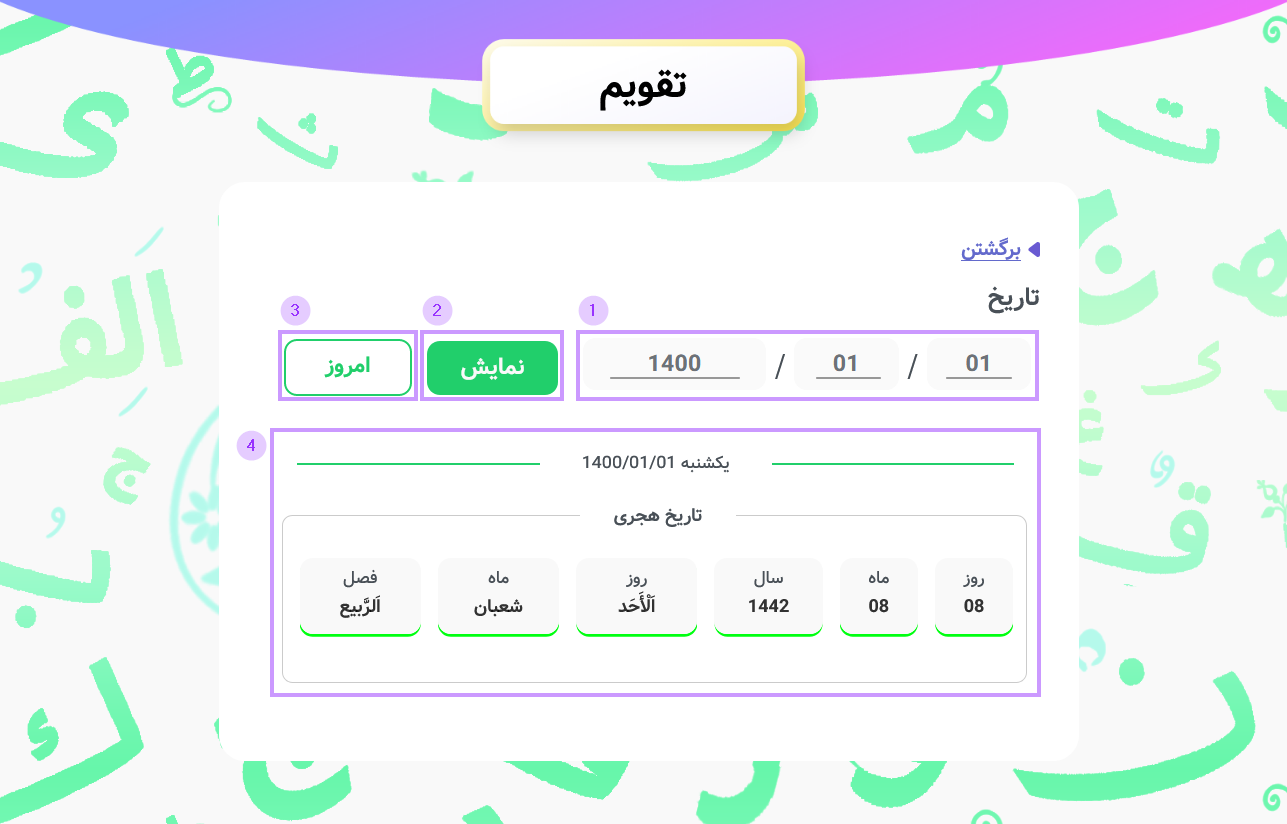 تقویم
برگشتن
تاریخ
1 2 3
01 / 01 / 1400 نمایش امروز
4
یکشنبه 1400/01/01
تاریخ هجری
روز ماه سال روز ماه فصل
08 08 1442 اَلْأَحَد شعبان اَلرَّبیع